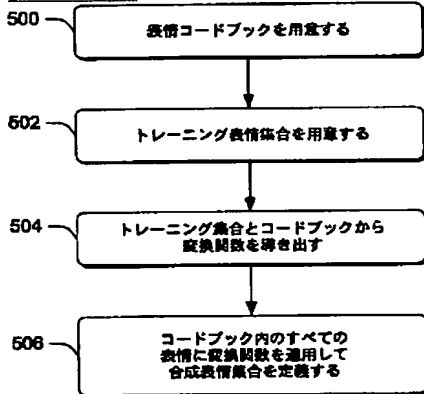 500
表情コードブックを用意する
502
トレーニング表情集合を用意する
504
トレーニング集合とコードブックから
変換関数を導き出す
506
コードブック内のすべての
表情に変換関数を適用して
合成表情集合を定義する